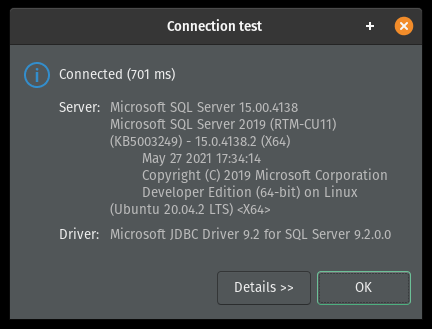 Connection test
Connected (701 ms)
Server: Microsoft SQL Server 15.00.4138
Microsoft SQL Server 2019 (RTM-CU11)
(KB5003249) - 15.0.4138.2 (X64)
May 27 2021 17:34:14
Copyright (C) 2019 Microsoft Corporation
Developer Edition (64-bit) on Linux
(Ubuntu 20.04.2 LTS) <X64>
Driver: Microsoft JDBC Driver 9.2 for SQL Server 9.2.0.0
Details >> OK